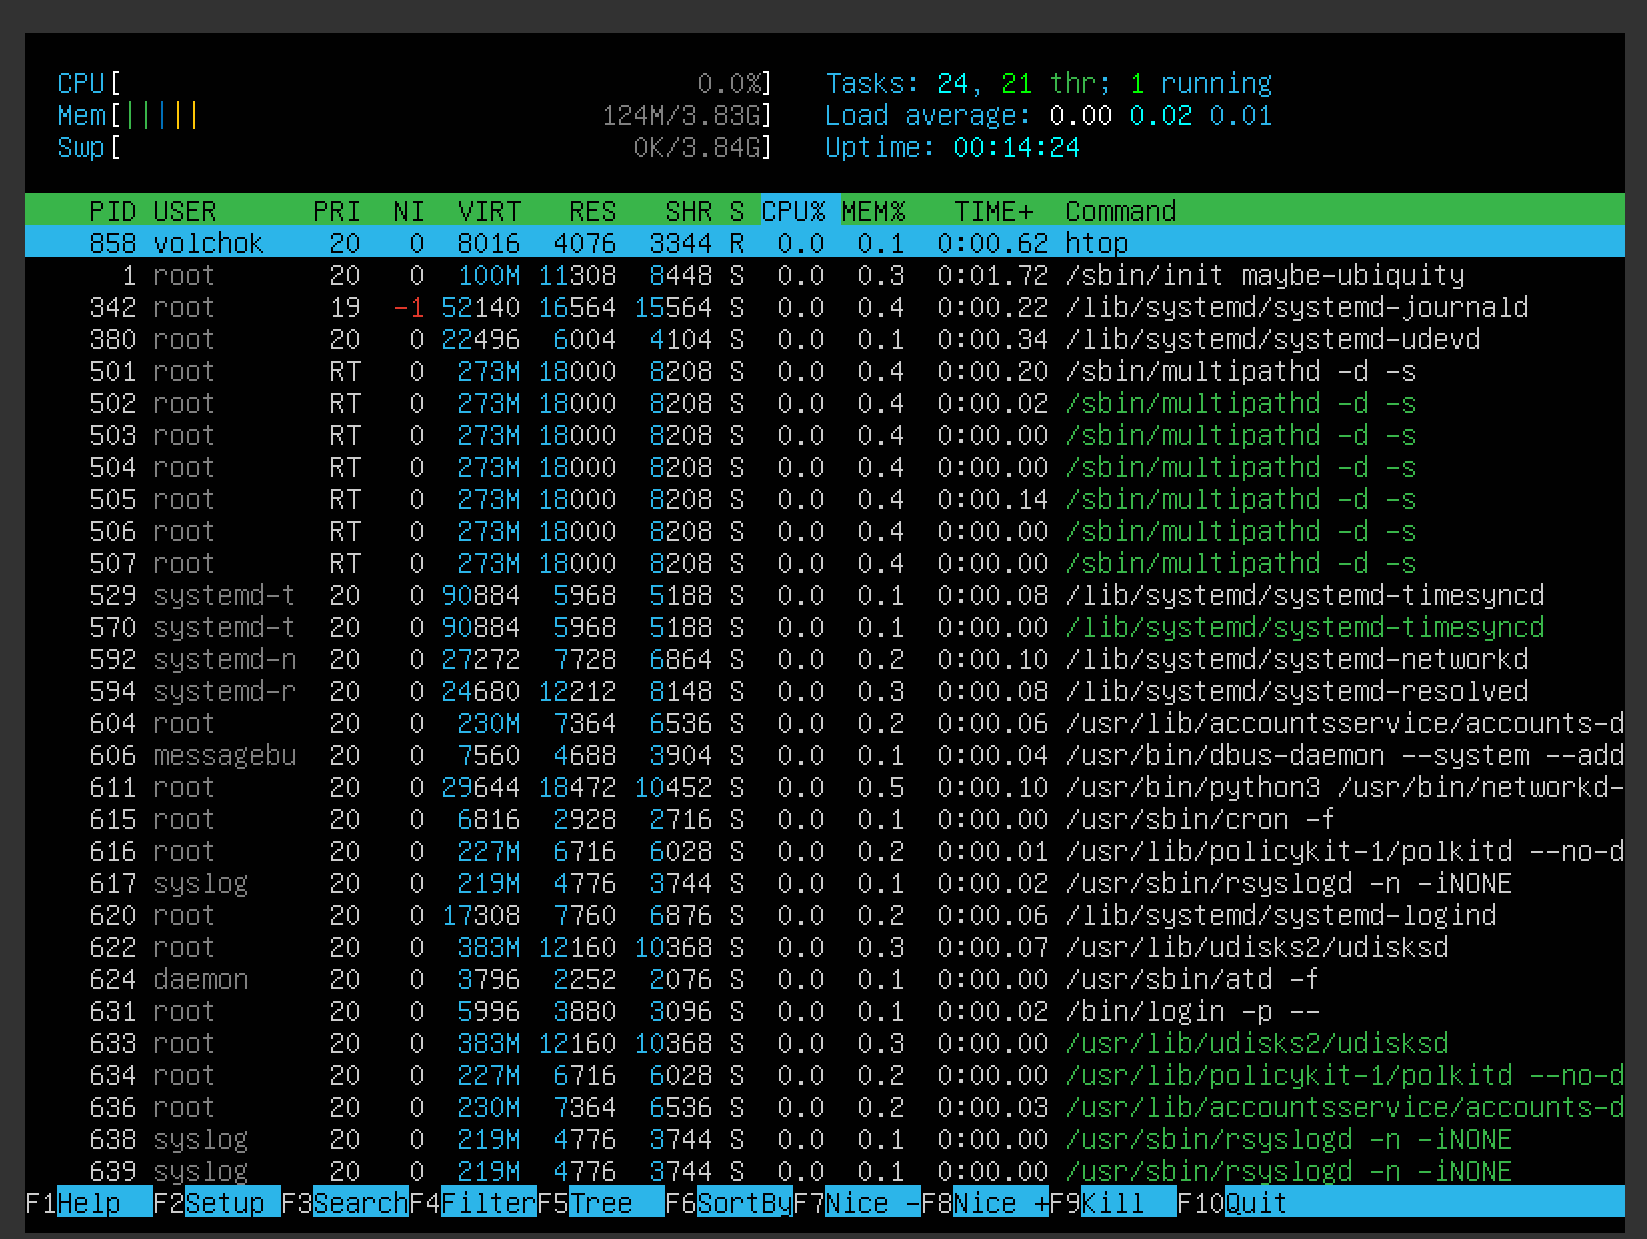 CPU[ 0.0%] Tasks: 24, 21 thr; 1 running
Mem[||||| 124M/3.83G] Load average: 0.00 0.02 0.01
Swp[ 0K/3.84G] Uptime: 00:14:24
PID USER PRI NI VIRT RES SHR S CPU% MEM% TIME+ Command
858 volchok 20 0 8016 4076 3344 R 0.0 0.1 0:00.62 htop
1 root 20 0 100M 11308 8448 S 0.0 0.3 0:01.72 /sbin/init maybe-ubiquity
342 root 19 -1 52140 16564 15564 S 0.0 0.4 0:00.22 /lib/systemd/systemd-journald
380 root 20 0 22496 6004 4104 S 0.0 0.1 0:00.34 /lib/systemd/systemd-udevd
501 root RT 0 273M 18000 8208 S 0.0 0.4 0:00.20 /sbin/multipathd -d -s
502 root RT 0 273M 18000 8208 S 0.0 0.4 0:00.02 /sbin/multipathd -d -s
503 root RT 0 273M 18000 8208 S 0.0 0.4 0:00.00 /sbin/multipathd -d -s
504 root RT 0 273M 18000 8208 S 0.0 0.4 0:00.00 /sbin/multipathd -d -s
505 root RT 0 273M 18000 8208 S 0.0 0.4 0:00.14 /sbin/multipathd -d -s
506 root RT 0 273M 18000 8208 S 0.0 0.4 0:00.00 /sbin/multipathd -d -s
507 root RT 0 273M 18000 8208 S 0.0 0.4 0:00.00 /sbin/multipathd -d -s
529 systemd-t 20 0 90884 5968 5188 S 0.0 0.1 0:00.08 /lib/systemd/systemd-timesyncd
570 systemd-t 20 0 90884 5968 5188 S 0.0 0.1 0:00.00 /lib/systemd/systemd-timesyncd
592 systemd-n 20 0 27272 7728 6864 S 0.0 0.2 0:00.10 /lib/systemd/systemd-networkd
594 systemd-r 20 0 24680 12212 8148 S 0.0 0.3 0:00.08 /lib/systemd/systemd-resolved
604 root 20 0 230M 7364 6536 S 0.0 0.2 0:00.06 /usr/lib/accountsservice/accounts-d
606 messagebu 20 0 7560 4688 3904 S 0.0 0.1 0:00.04 /usr/bin/dbus-daemon --system --add
611 root 20 0 29644 18472 10452 S 0.0 0.5 0:00.10 /usr/bin/python3 /usr/bin/networkd-
615 root 20 0 6816 2928 2716 S 0.0 0.1 0:00.00 /usr/sbin/cron -f
616 root 20 0 227M 6716 6028 S 0.0 0.2 0:00.01 /usr/lib/policykit-1/polkitd --no-d
617 syslog 20 0 219M 4776 3744 S 0.0 0.1 0:00.02 /usr/sbin/rsyslogd -n -iNONE
620 root 20 0 17308 7760 6876 S 0.0 0.2 0:00.06 /lib/systemd/systemd-logind
622 root 20 0 383M 12160 10368 S 0.0 0.3 0:00.07 /usr/lib/udisks2/udisksd
624 daemon 20 0 3796 2252 2076 S 0.0 0.1 0:00.00 /usr/sbin/atd -f
631 root 20 0 5996 3880 3096 S 0.0 0.1 0:00.02 /bin/login -p --
633 root 20 0 383M 12160 10368 S 0.0 0.3 0:00.00 /usr/lib/udisks2/udisksd
634 root 20 0 227M 6716 6028 S 0.0 0.2 0:00.00 /usr/lib/policykit-1/polkitd --no-d
636 root 20 0 230M 7364 6536 S 0.0 0.2 0:00.03 /usr/lib/accountsservice/accounts-d
638 syslog 20 0 219M 4776 3744 S 0.0 0.1 0:00.00 /usr/sbin/rsyslogd -n -iNONE
639 syslog 20 0 219M 4776 3744 S 0.0 0.1 0:00.00 /usr/sbin/rsyslogd -n -iNONE
F1Help F2Setup F3SearchF4FilterF5Tree F6SortByF7Nice -F8Nice +F9Kill F10Quit